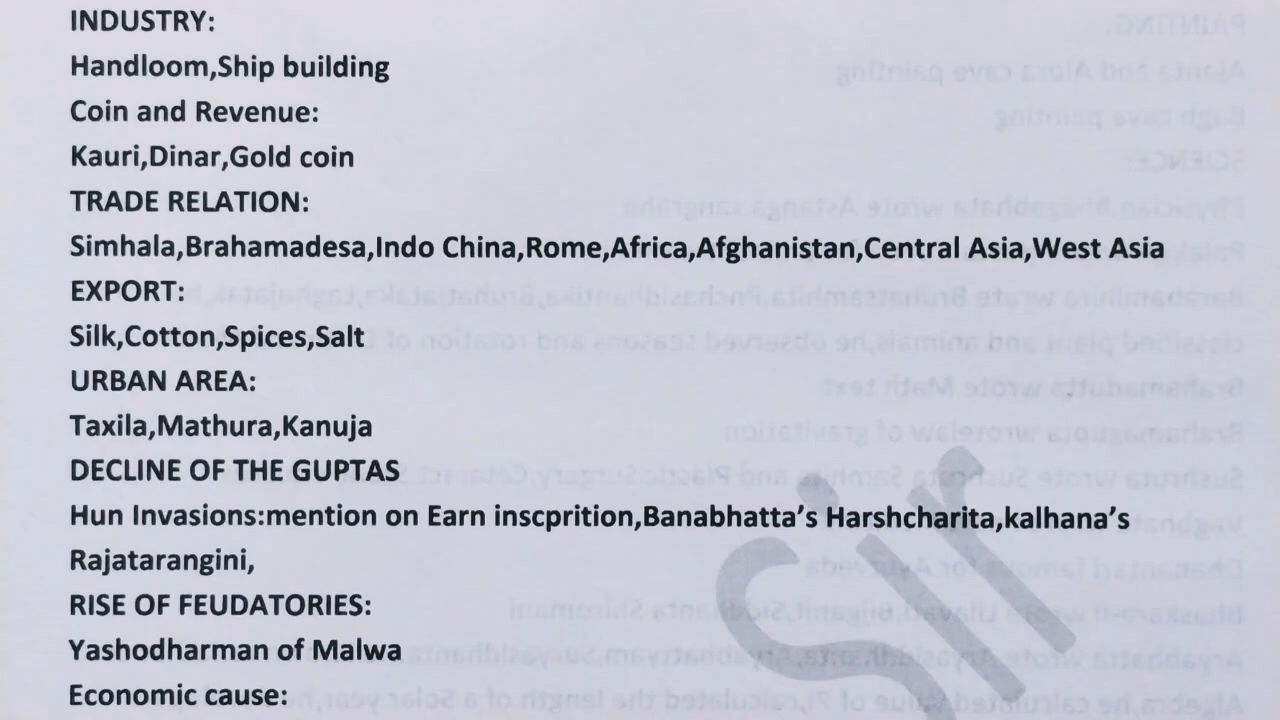 INDUSTRY:
Handloom,Ship building
Coin and Revenue:
Kauri,Dinar,Gold coin
TRADE RELATION:
Simhala,Brahamadesa,Indo China,Rome,Africa,Afghanistan,Central Asia,West Asia
EXPORT:
Silk,Cotton,Spices,Salt
URBAN AREA:
Taxila,Mathura,Kanuja
DECLINE OF THE GUPTAS
Hun Invasions:mention on Earn inscprition,Banabhatta’s Harshcharita,kalhana’s
Rajatarangini,
RISE OF FEUDATORIES:
Yashodharman of Malwa
Economic cause:
Sir